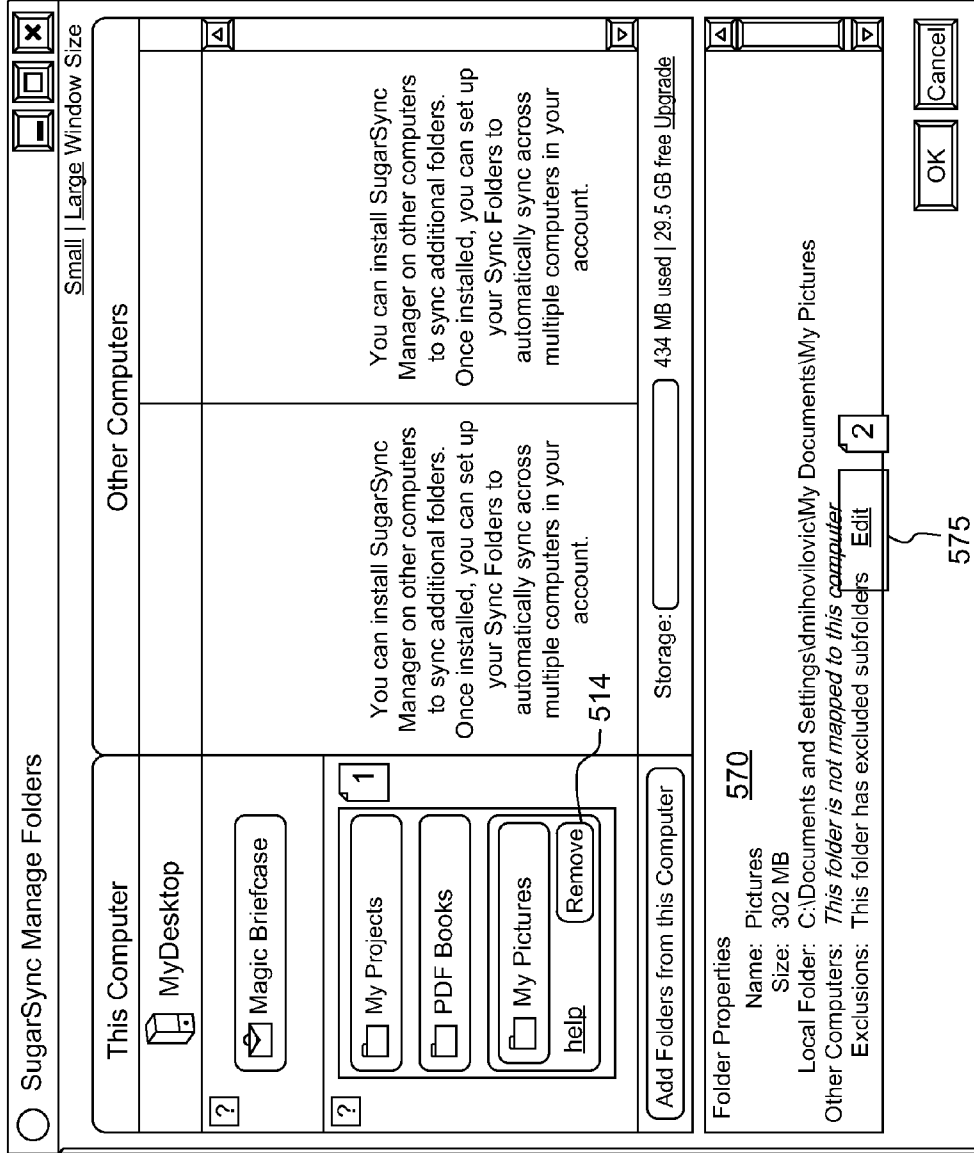 SugarSync Manage Folders
Small | Large Window Size
This Computer
Other Computers
MyDesktop
?
Magic Briefcase
?
1
My Projects
PDF Books
My Pictures
help
Remove
514
You can install SugarSync
Manager on other computers
to sync additional folders.
Once installed, you can set up
your Sync Folders to
automatically sync across
multiple computers in your
account.
You can install SugarSync
Manager on other computers
to sync additional folders.
Once installed, you can set up
your Sync Folders to
automatically sync across
multiple computers in your
account.
Add Folders from this Computer
Storage: 434 MB used | 29.5 GB free Upgrade
Folder Properties
570
Name: Pictures
Size: 302 MB
Local Folder: C:\Documents and Settings\dmihovilovic\My Documents\My Pictures
Other Computers: This folder is not mapped to this computer
Exclusions: This folder has excluded subfolders Edit
2
575
OK
Cancel